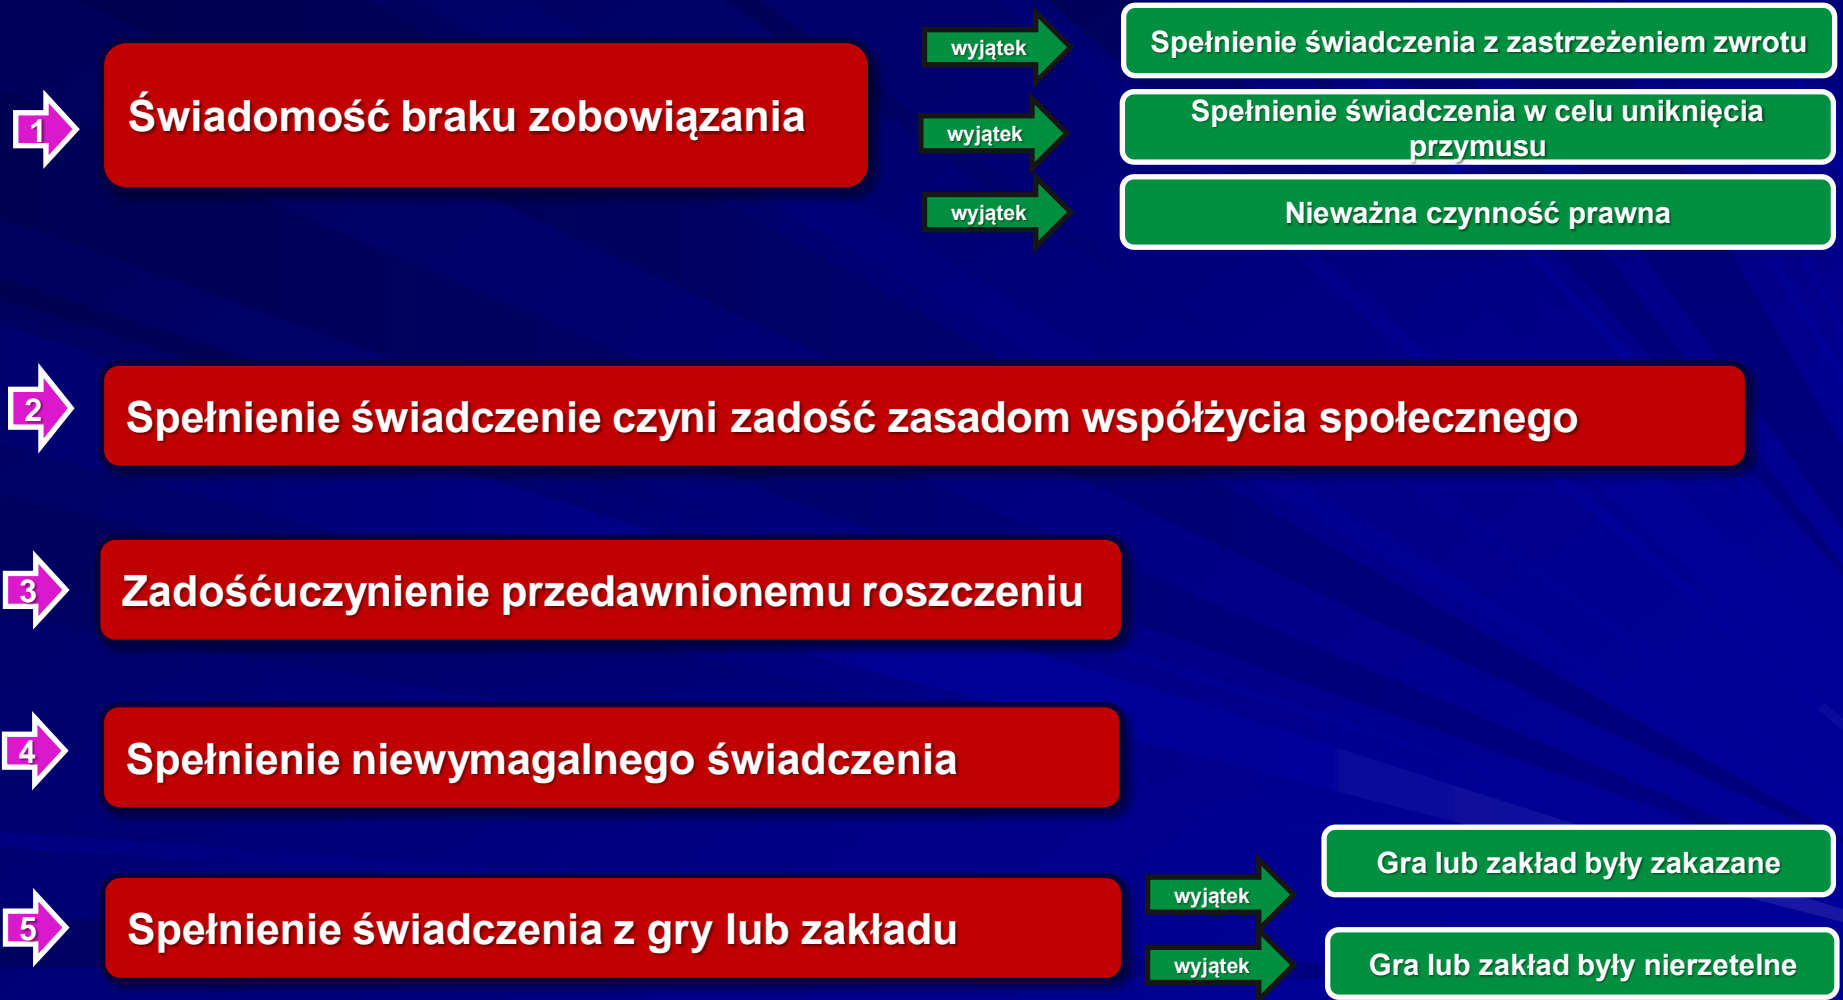 1
Świadomość braku zobowiązania
wyjątek
Spełnienie świadczenia z zastrzeżeniem zwrotu
wyjątek
Spełnienie świadczenia w celu uniknięcia
przymusu
wyjątek
Nieważna czynność prawna
2
Spełnienie świadczenie czyni zadość zasadom współżycia społecznego
3
Zadośćuczynienie przedawnionemu roszczeniu
4
Spełnienie niewymagalnego świadczenia
5
Spełnienie świadczenia z gry lub zakładu
wyjątek
Gra lub zakład były zakazane
wyjątek
Gra lub zakład były nierzetelne